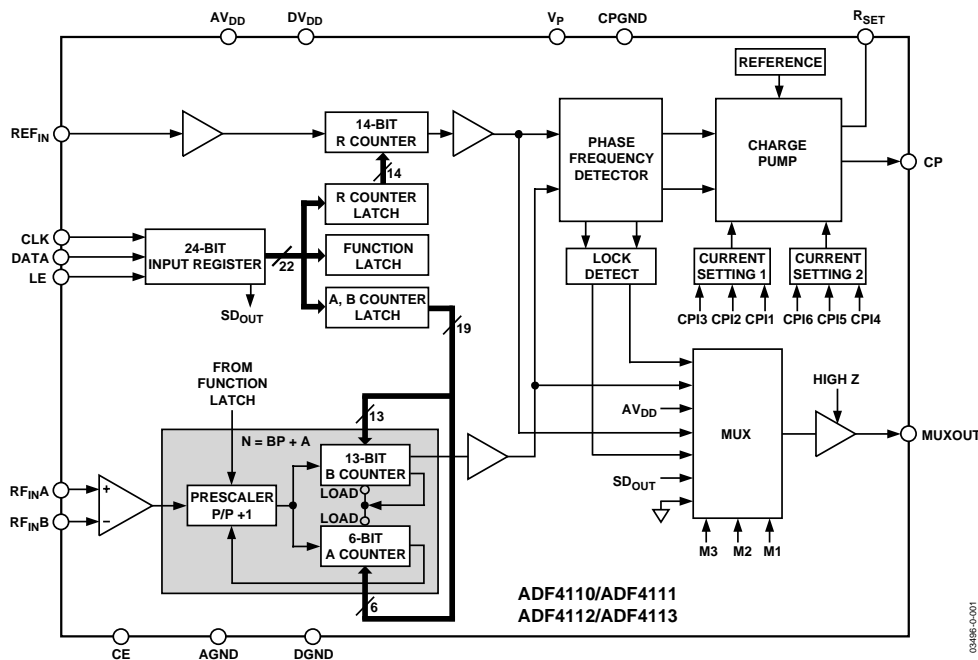 AVDD
DVDD
VP
CPGND
RSET
REFERENCE
REFIN
14-BIT
R COUNTER
14
PHASE
FREQUENCY
DETECTOR
CHARGE
PUMP
CP
R COUNTER
LATCH
CLK
DATA
LE
24-BIT
INPUT REGISTER
22
FUNCTION
LATCH
LOCK
DETECT
CURRENT
SETTING 1
CURRENT
SETTING 2
SDOUT
A, B COUNTER
LATCH
19
CPI3
CPI2
CPI1
CPI6
CPI5
CPI4
FROM
FUNCTION
LATCH
HIGH Z
AVDD
MUX
MUXOUT
13
N = BP + A
13-BIT
B COUNTER
RFINA
RFINB
+
–
PRESCALER
P/P +1
LOAD
LOAD
SDOUT
6-BIT
A COUNTER
M3
M2
M1
6
ADF4110/ADF4111
ADF4112/ADF4113
CE
AGND
DGND
03496-0-001